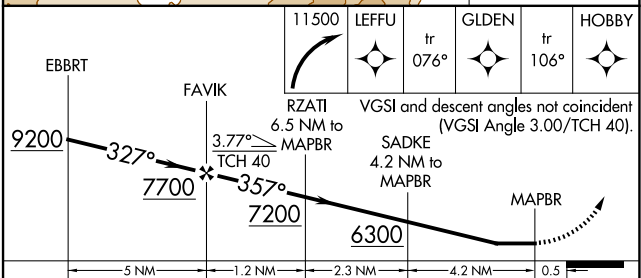 11500 LEFFU tr 076° GLDEN tr 106° HOBBY
EBBRT
FAVIK
RZATI
6.5 NM to
MAPBR
VGSI and descent angles not coincident
(VGSI Angle 3.00/TCH 40).
SADKE
4.2 NM to
MAPBR
MAPBR
9200
327°
7700
3.77°
TCH 40
357°
7200
6300
5 NM 1.2 NM 2.3 NM 4.2 NM 0.5